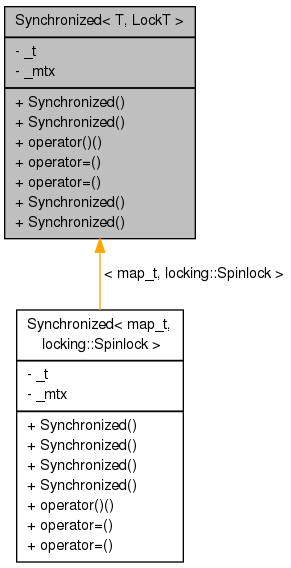 Synchronized< T, LockT >
- _t
- _mtx
+ Synchronized()
+ Synchronized()
+ operator()()
+ operator=()
+ operator=()
+ Synchronized()
+ Synchronized()
< map_t, locking::Spinlock >
Synchronized< map_t,
locking::Spinlock >
- _t
- _mtx
+ Synchronized()
+ Synchronized()
+ Synchronized()
+ Synchronized()
+ operator()()
+ operator=()
+ operator=()